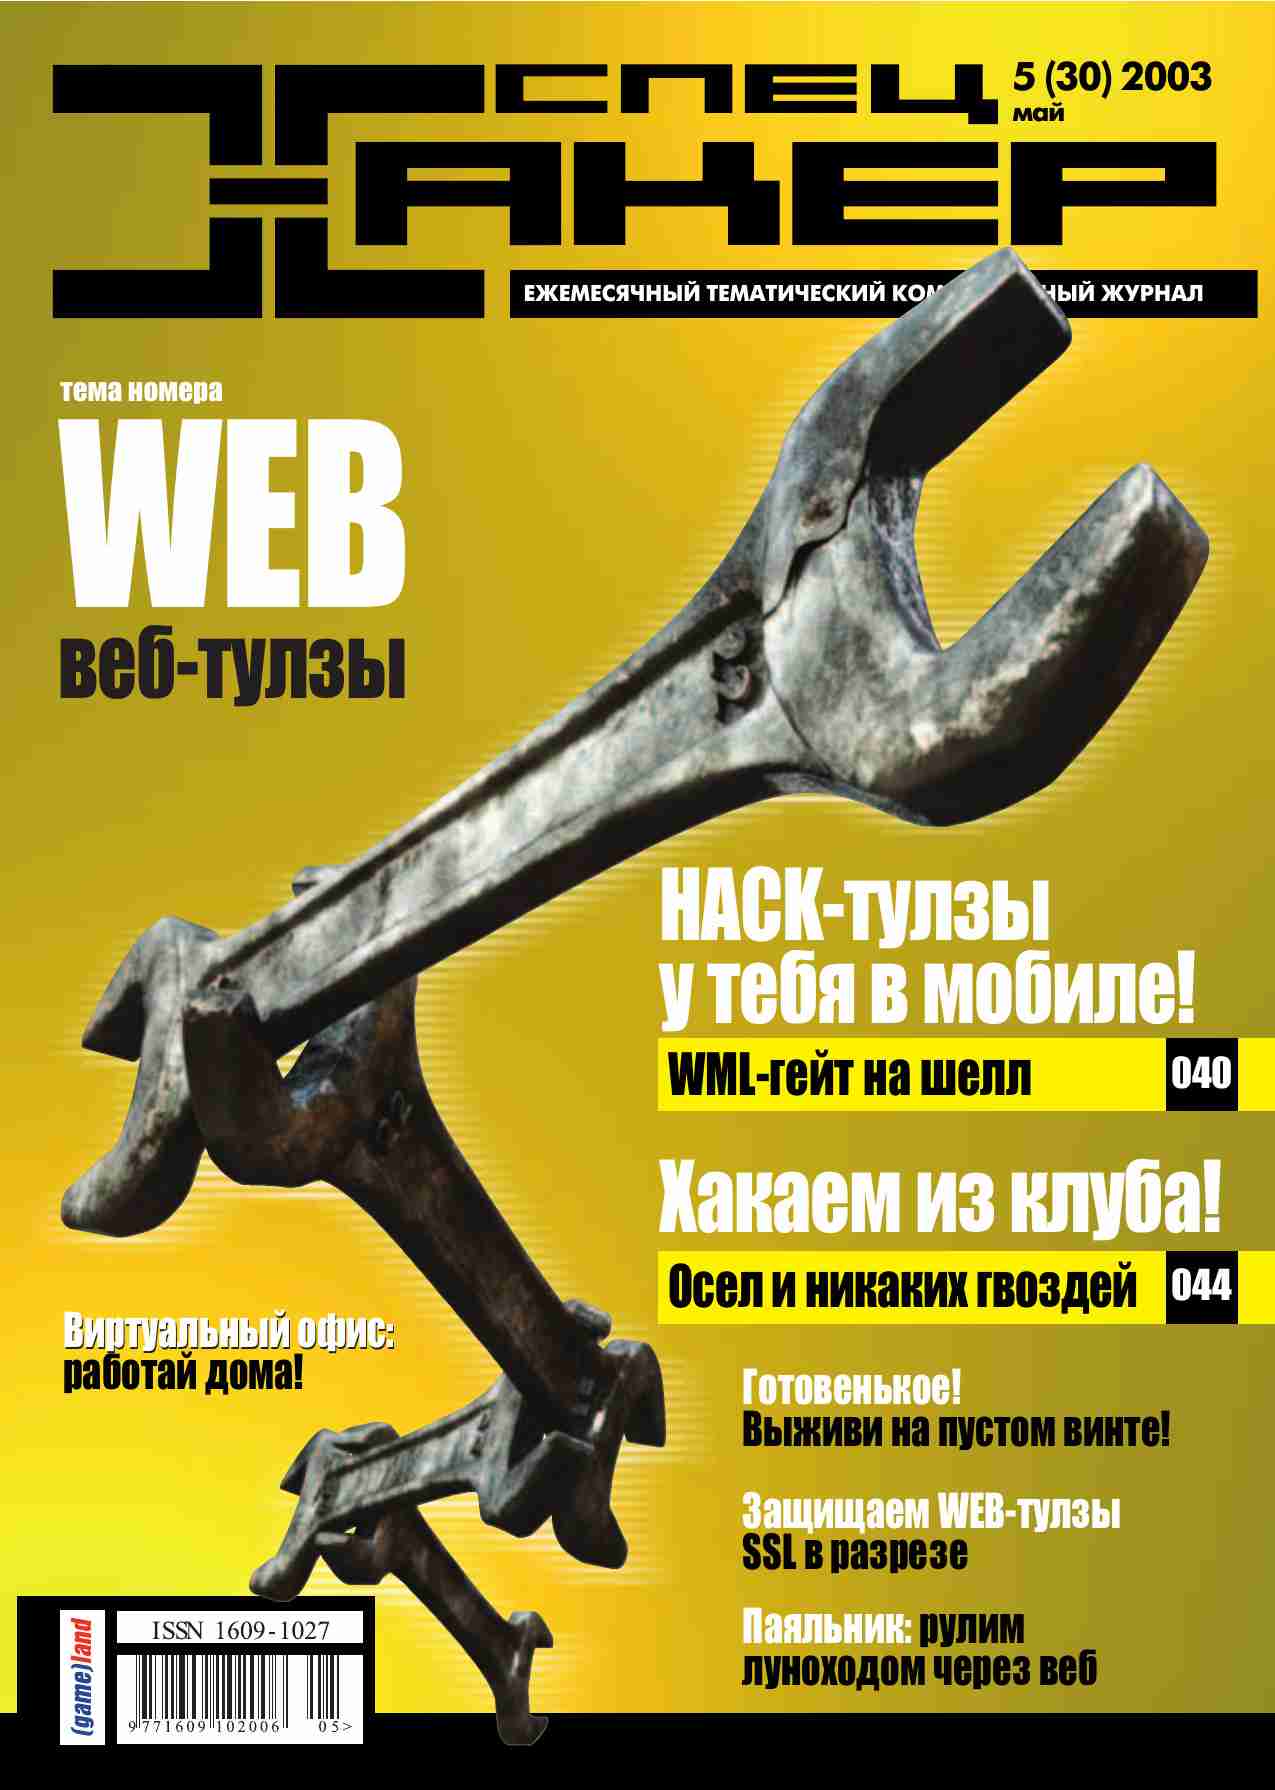 СПЕЦ
ХАКЕР
5 (30) 2003
май
ЕЖЕМЕСЯЧНЫЙ ТЕМАТИЧЕСКИЙ КОМ НЫЙ ЖУРНАЛ
тема номера
WEB
веб-тулзы
HACK-тулзы
у тебя в мобиле!
WML-гейт на шелл
040
Хакаем из клуба!
Осел и никаких гвоздей
044
Виртуальный офис:
работай дома!
Готовенькое!
Выживи на пустом винте!
Защищаем WEB-тулзы
SSL в разрезе
Паяльник: рулим
луноходом через веб
(game)land
ISSN 1609-1027
9 771609 102006 05>